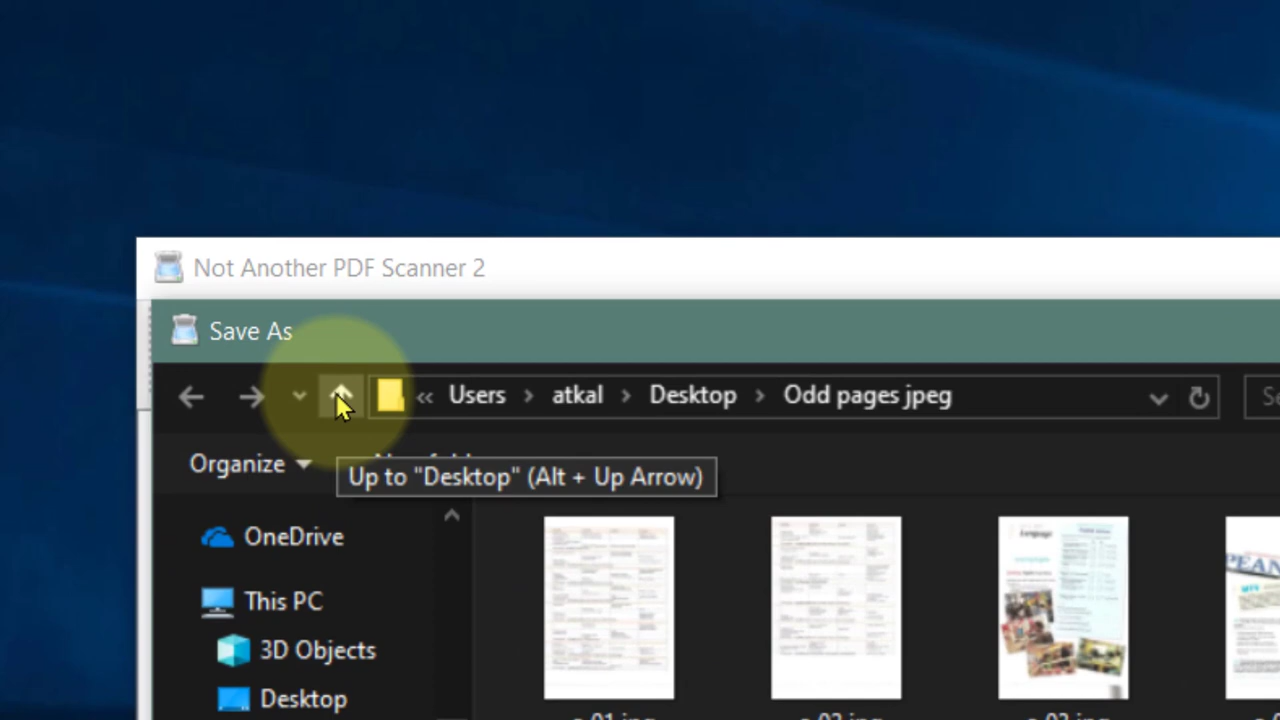 Not Another PDF Scanner 2
Save As
« Users > atkal > Desktop > Odd pages jpeg
Organize
Up to "Desktop" (Alt + Up Arrow)
OneDrive
This PC
3D Objects
Desktop